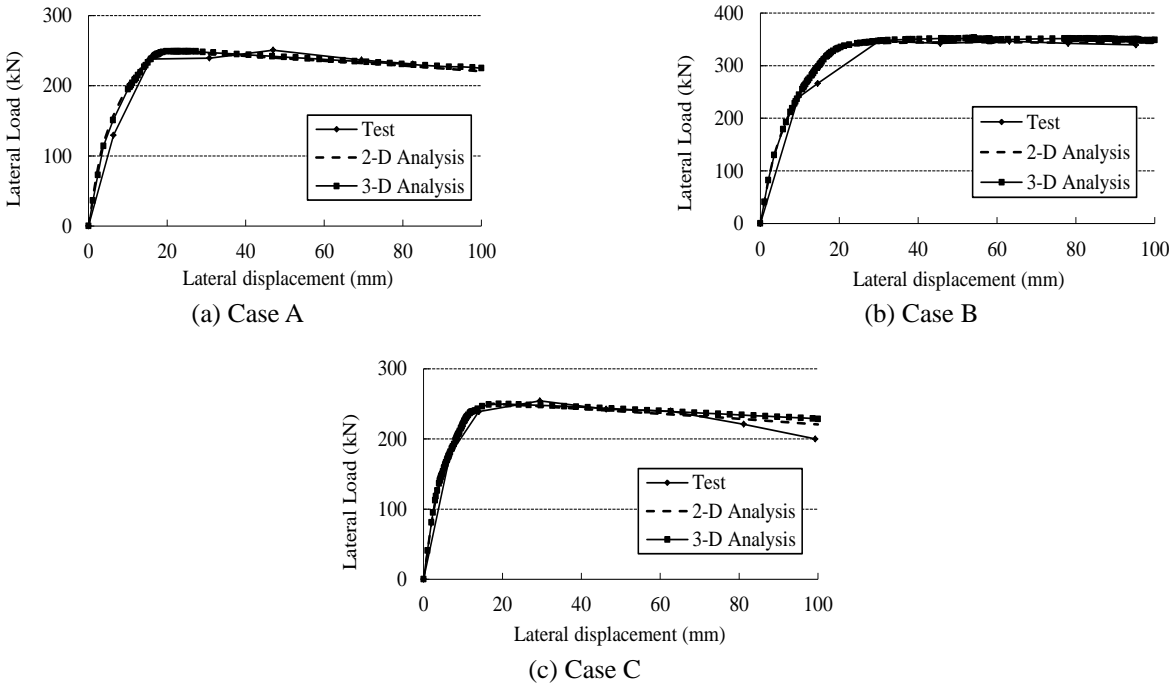 300
200
100
0
Lateral Load (kN)
Test
2-D Analysis
3-D Analysis
0 20 40 60 80 100
Lateral displacement (mm)
(a) Case A
400
300
200
100
0
Lateral Load (kN)
Test
2-D Analysis
3-D Analysis
0 20 40 60 80 100
Lateral displacement (mm)
(b) Case B
300
200
100
0
Lateral Load (kN)
Test
2-D Analysis
3-D Analysis
0 20 40 60 80 100
Lateral displacement (mm)
(c) Case C